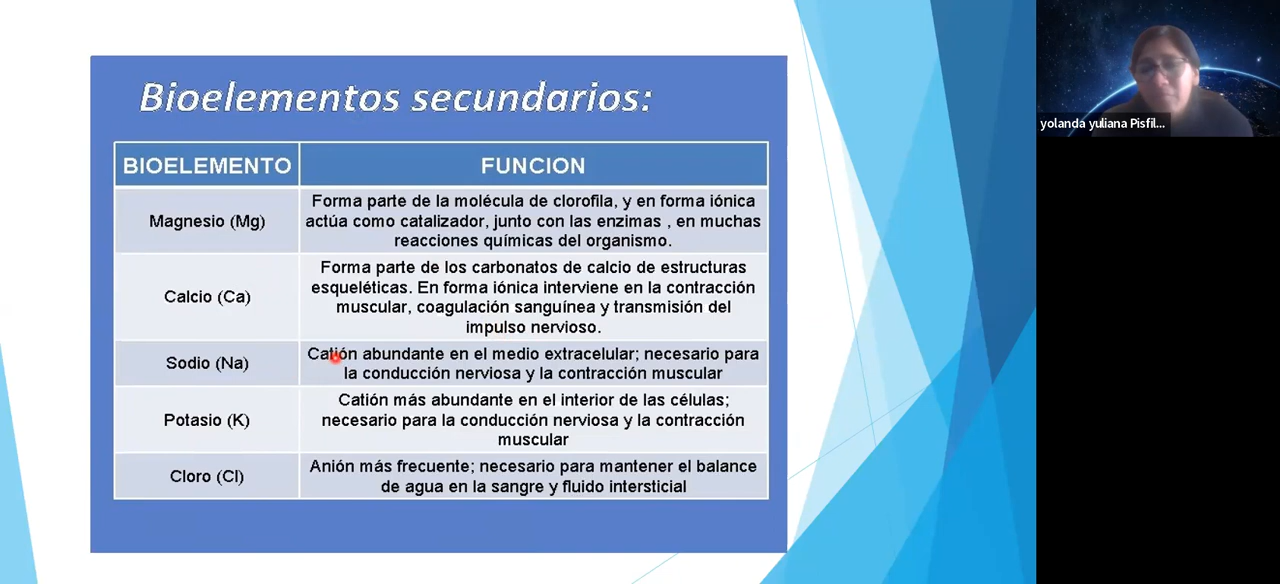 Bioelementos secundarios:
BIOELEMENTO
FUNCION
Magnesio (Mg)
Forma parte de la molécula de clorofila, y en forma iónica
actúa como catalizador, junto con las enzimas , en muchas
reacciones químicas del organismo.
Calcio (Ca)
Forma parte de los carbonatos de calcio de estructuras
esqueléticas. En forma iónica interviene en la contracción
muscular, coagulación sanguínea y transmisión del
impulso nervioso.
Sodio (Na)
Catión abundante en el medio extracelular; necesario para
la conducción nerviosa y la contracción muscular
Potasio (K)
Catión más abundante en el interior de las células;
necesario para la conducción nerviosa y la contracción
muscular
Cloro (Cl)
Anión más frecuente; necesario para mantener el balance
de agua en la sangre y fluido intersticial
yolanda yuliana Pisfil...